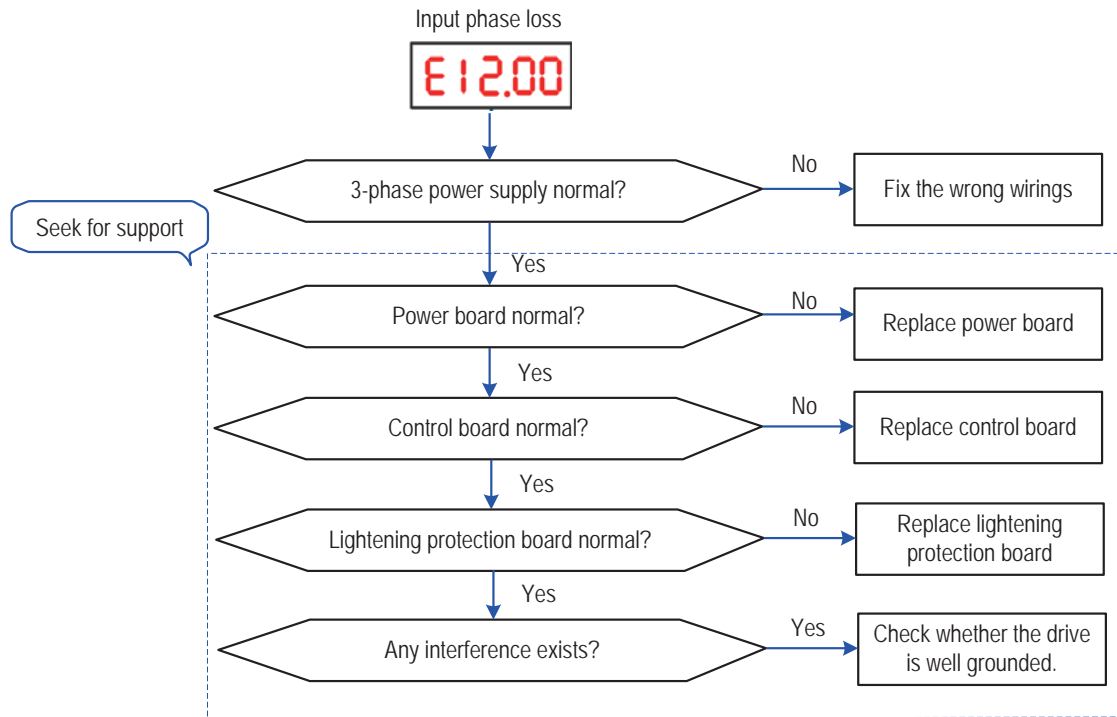 Input phase loss
E12.00
3-phase power supply normal?
No
Fix the wrong wirings
Seek for support
Yes
Power board normal?
No
Replace power board
Yes
Control board normal?
No
Replace control board
Yes
Lightening protection board normal?
No
Replace lightening
protection board
Yes
Any interference exists?
Yes
Check whether the drive
is well grounded.